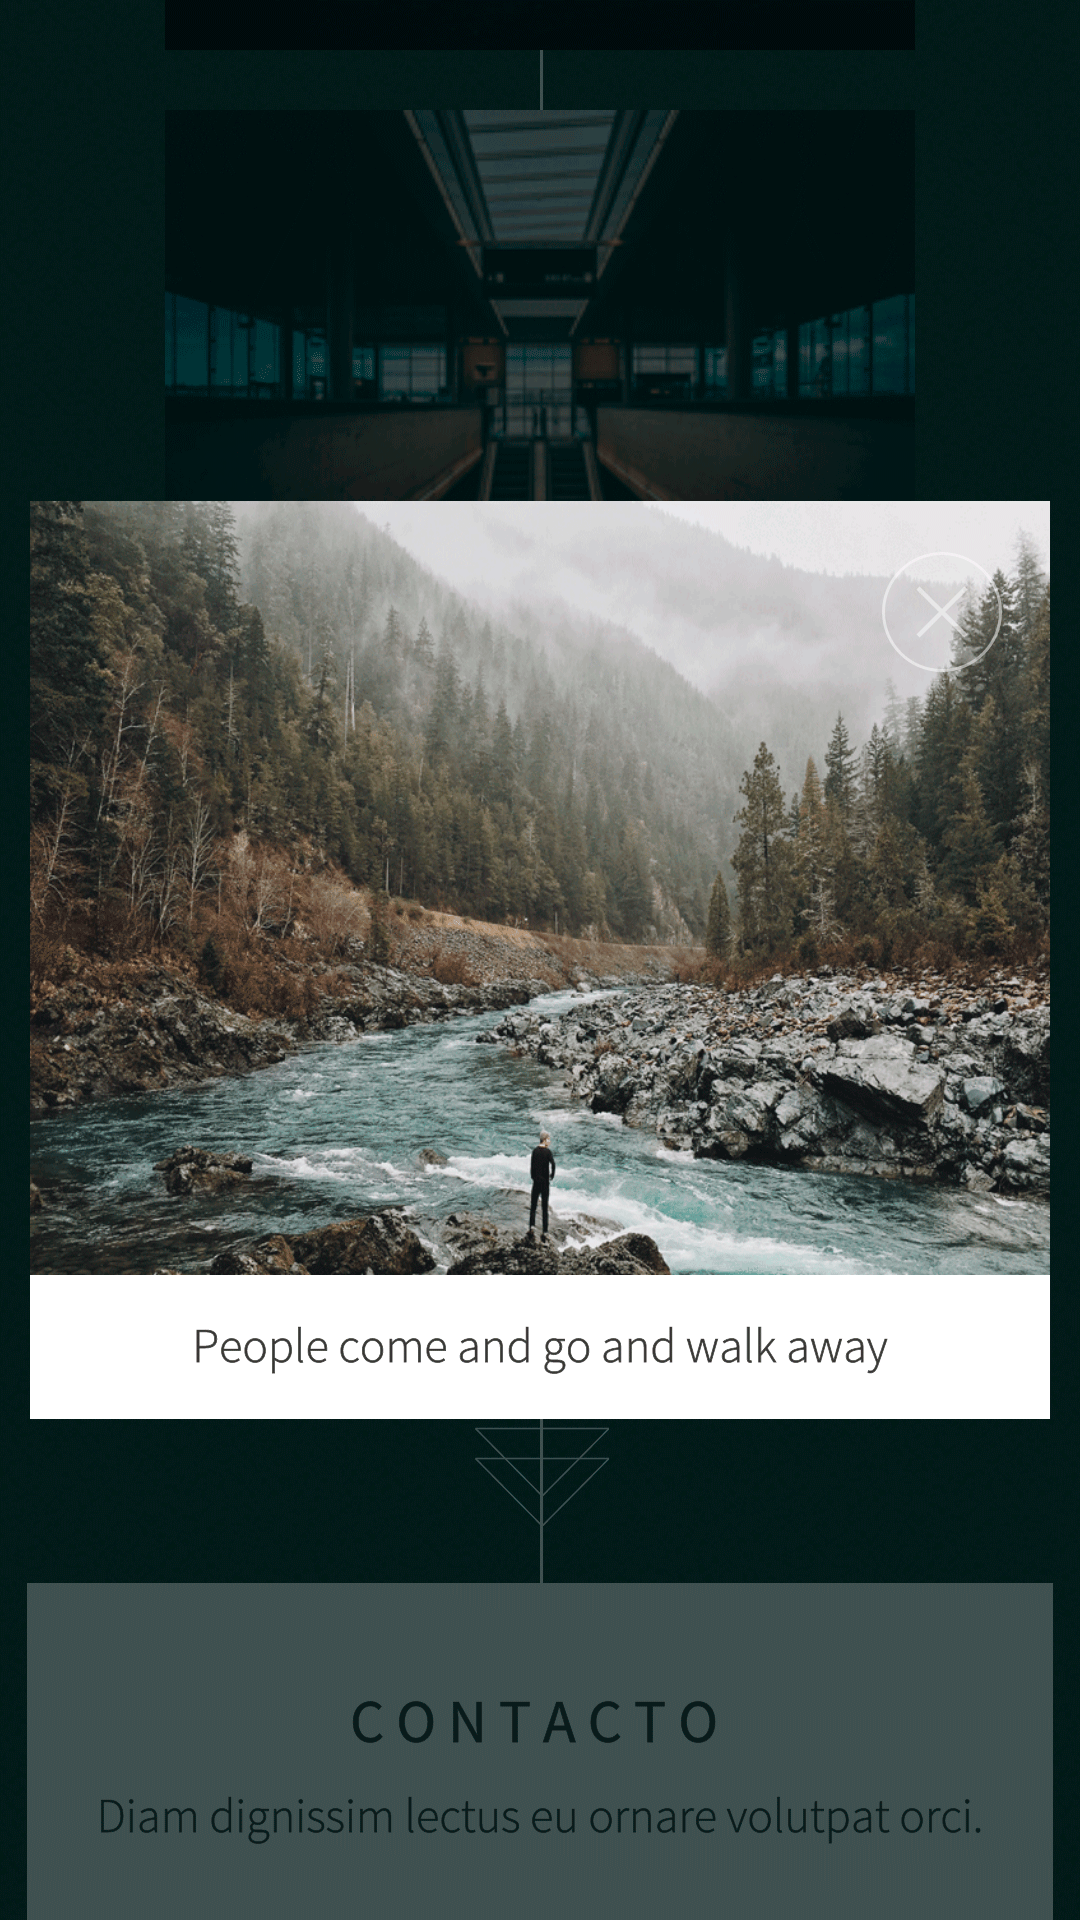 People come and go and walk away
CONTACTO
Diam dignissim lectus eu ornare volutpat orci.